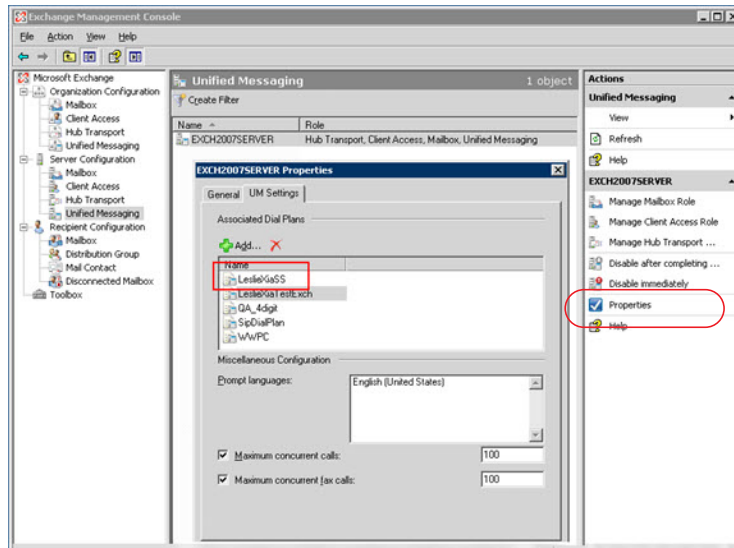 Exchange Management Console
File Action View Help
Microsoft Exchange
Organization Configuration
Mailbox
Client Access
Hub Transport
Unified Messaging
Server Configuration
Mailbox
Client Access
Hub Transport
Unified Messaging
Recipient Configuration
Mailbox
Distribution Group
Mail Contact
Disconnected Mailbox
Toolbox
Unified Messaging 1 object
Create Filter
Name Role
EXCH2007SERVER Hub Transport, Client Access, Mailbox, Unified Messaging
EXCH2007SERVER Properties
General UM Settings
Associated Dial Plans
Add...
Name
LeslieXiaSS
LeslieXiaTestExch
QA_4digit
SipDialPlan
WWPC
Miscellaneous Configuration
Prompt languages: English (United States)
Maximum concurrent calls: 100
Maximum concurrent fax calls: 100
Actions
Unified Messaging
View
Refresh
Help
EXCH2007SERVER
Manage Mailbox Role
Manage Client Access Role
Manage Hub Transport ...
Disable after completing ...
Disable immediately
Properties
Help